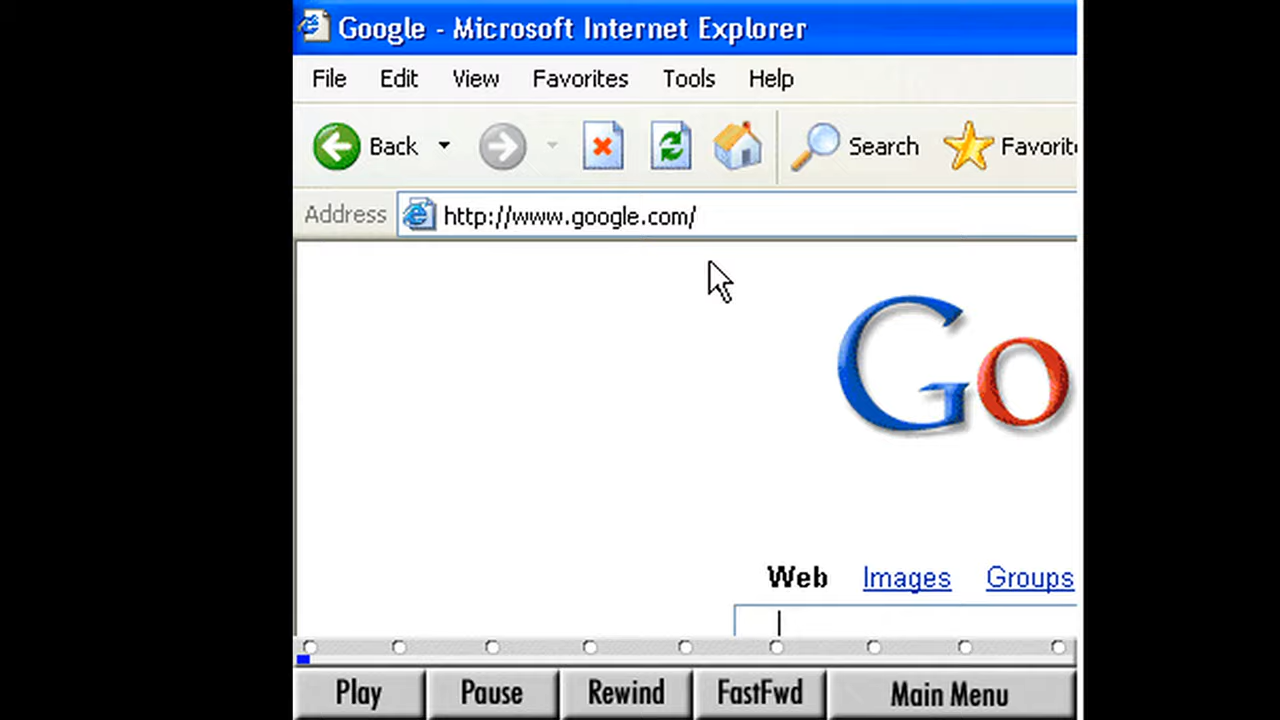 Google - Microsoft Internet Explorer
File Edit View Favorites Tools Help
Back Search Favorit
Address http://www.google.com/
Go
Web Images Groups
Play Pause Rewind FastFwd Main Menu